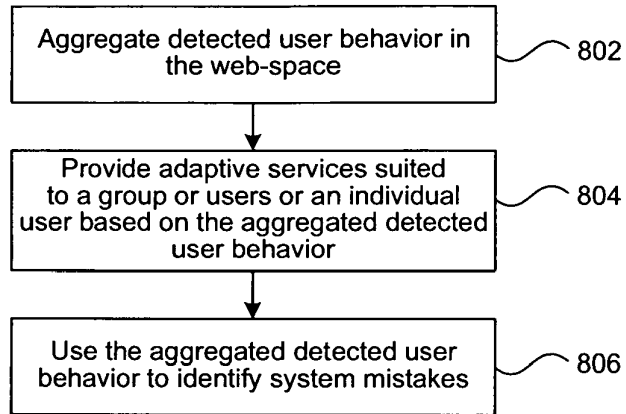 Aggregate detected user behavior in
the web-space
802
Provide adaptive services suited
to a group or users or an individual
user based on the aggregated detected
user behavior
804
Use the aggregated detected user
behavior to identify system mistakes
806